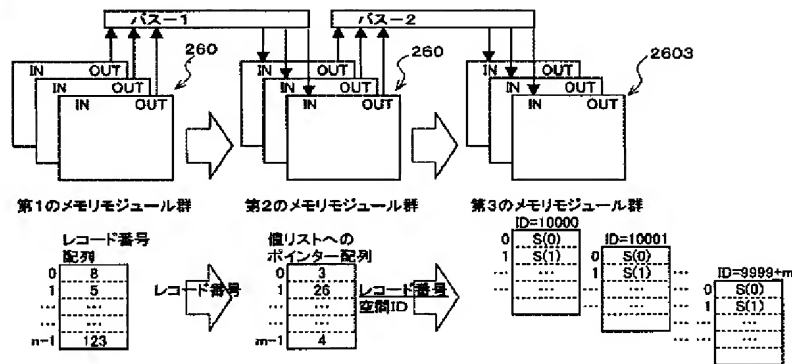 バスー1
バスー2
IN OUT
IN OUT
IN OUT
260
IN OUT
IN OUT
IN OUT
260
IN OUT
IN OUT
IN OUT
2603
第1のメモリモジュール群
第2のメモリモジュール群
第3のメモリモジュール群
レコード番号
配列
0 8
1 5
... ...
... ...
n-1 123
レコード番号
値リストへの
ポインター配列
0 3
1 26
... ...
... ...
m-1 4
レコード番号
空間ID
ID=10000
0 S(0)
1 S(1)
... ...
... ...
ID=10001
0 S(0)
1 S(1)
... ...
... ...
... ...
ID=9999+m
0 S(0)
1 S(1)
... ...
... ...